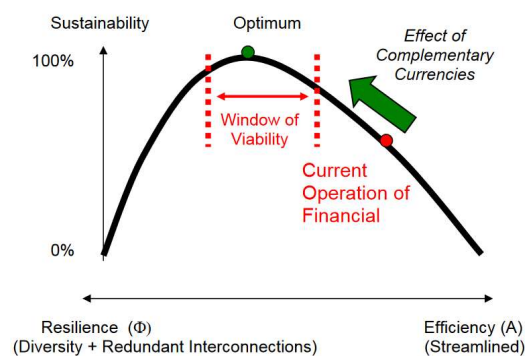 Sustainability
Optimum
Effect of
Complementary
Currencies
100%
Window of
Viability
Current
Operation of
Financial
0%
Resilience (Φ)
(Diversity + Redundant Interconnections)
Efficiency (A)
(Streamlined)